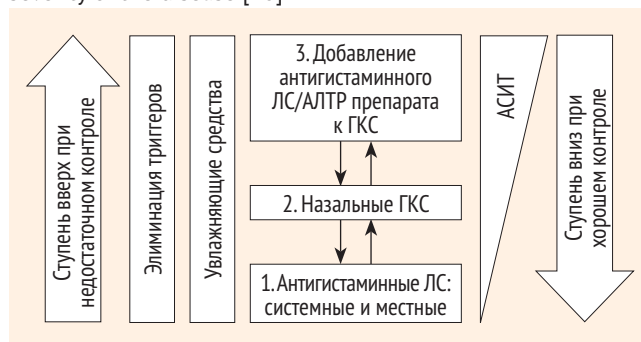 Ступень вверх при
недостаточном контроле
Элиминация триггеров
Увлажняющие средства
3. Добавление
антигистаминного
ЛС/АЛТР препарата
к ГКС
2. Назальные ГКС
1. Антигистаминные ЛС:
системные и местные
АСИТ
Ступень вниз при
хорошем контроле